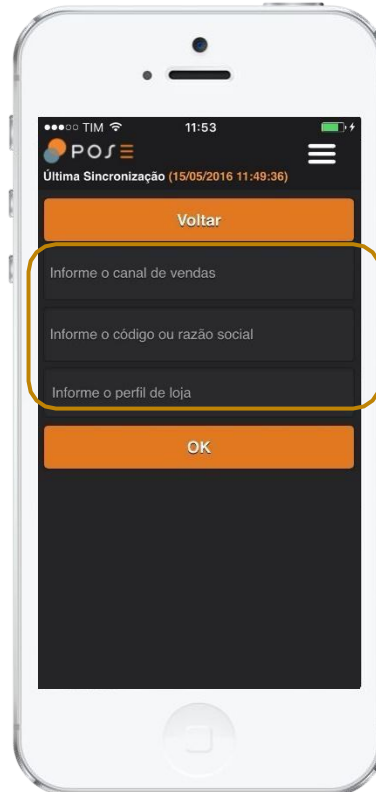 TIM 11:53
POSE
Última Sincronização (15/05/2016 11:49:36)
Voltar
Informe o canal de vendas
Informe o código ou razão social
Informe o perfil de loja
OK